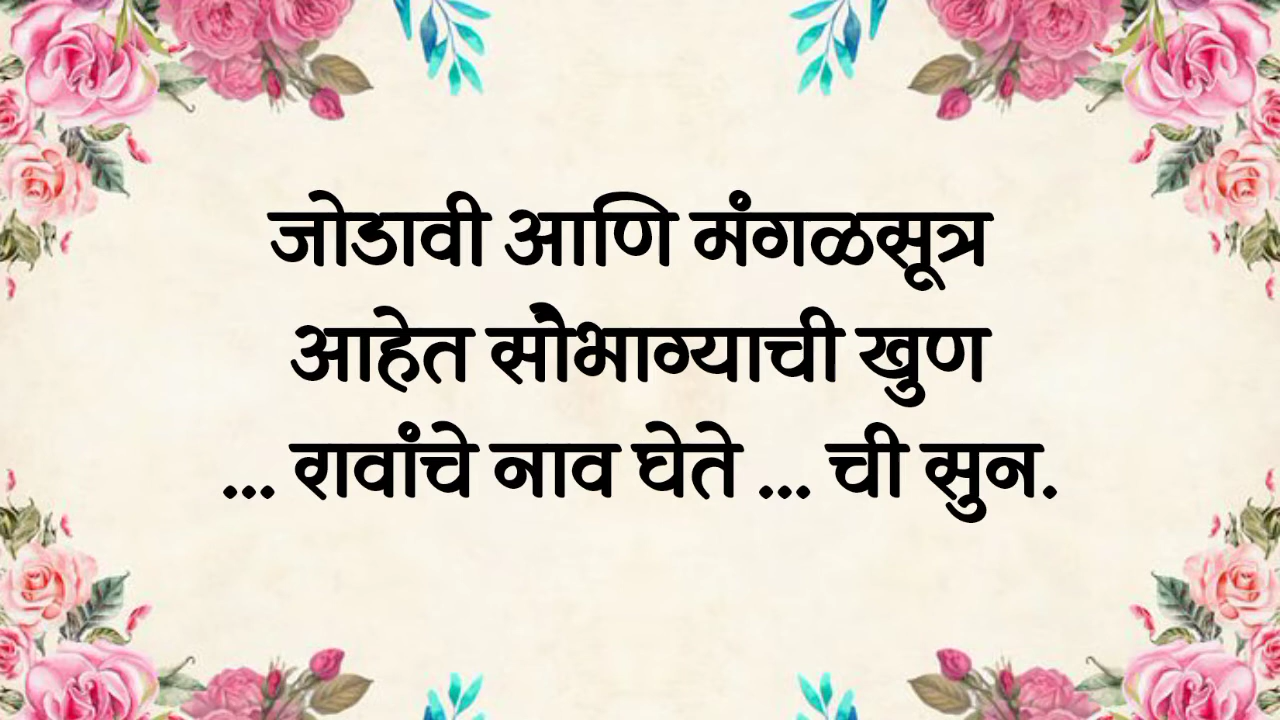 जोडावी आणि मंगळसूत्र
आहेत सौभाग्याची खुण
... रावांचे नाव घेते ... ची सुन.